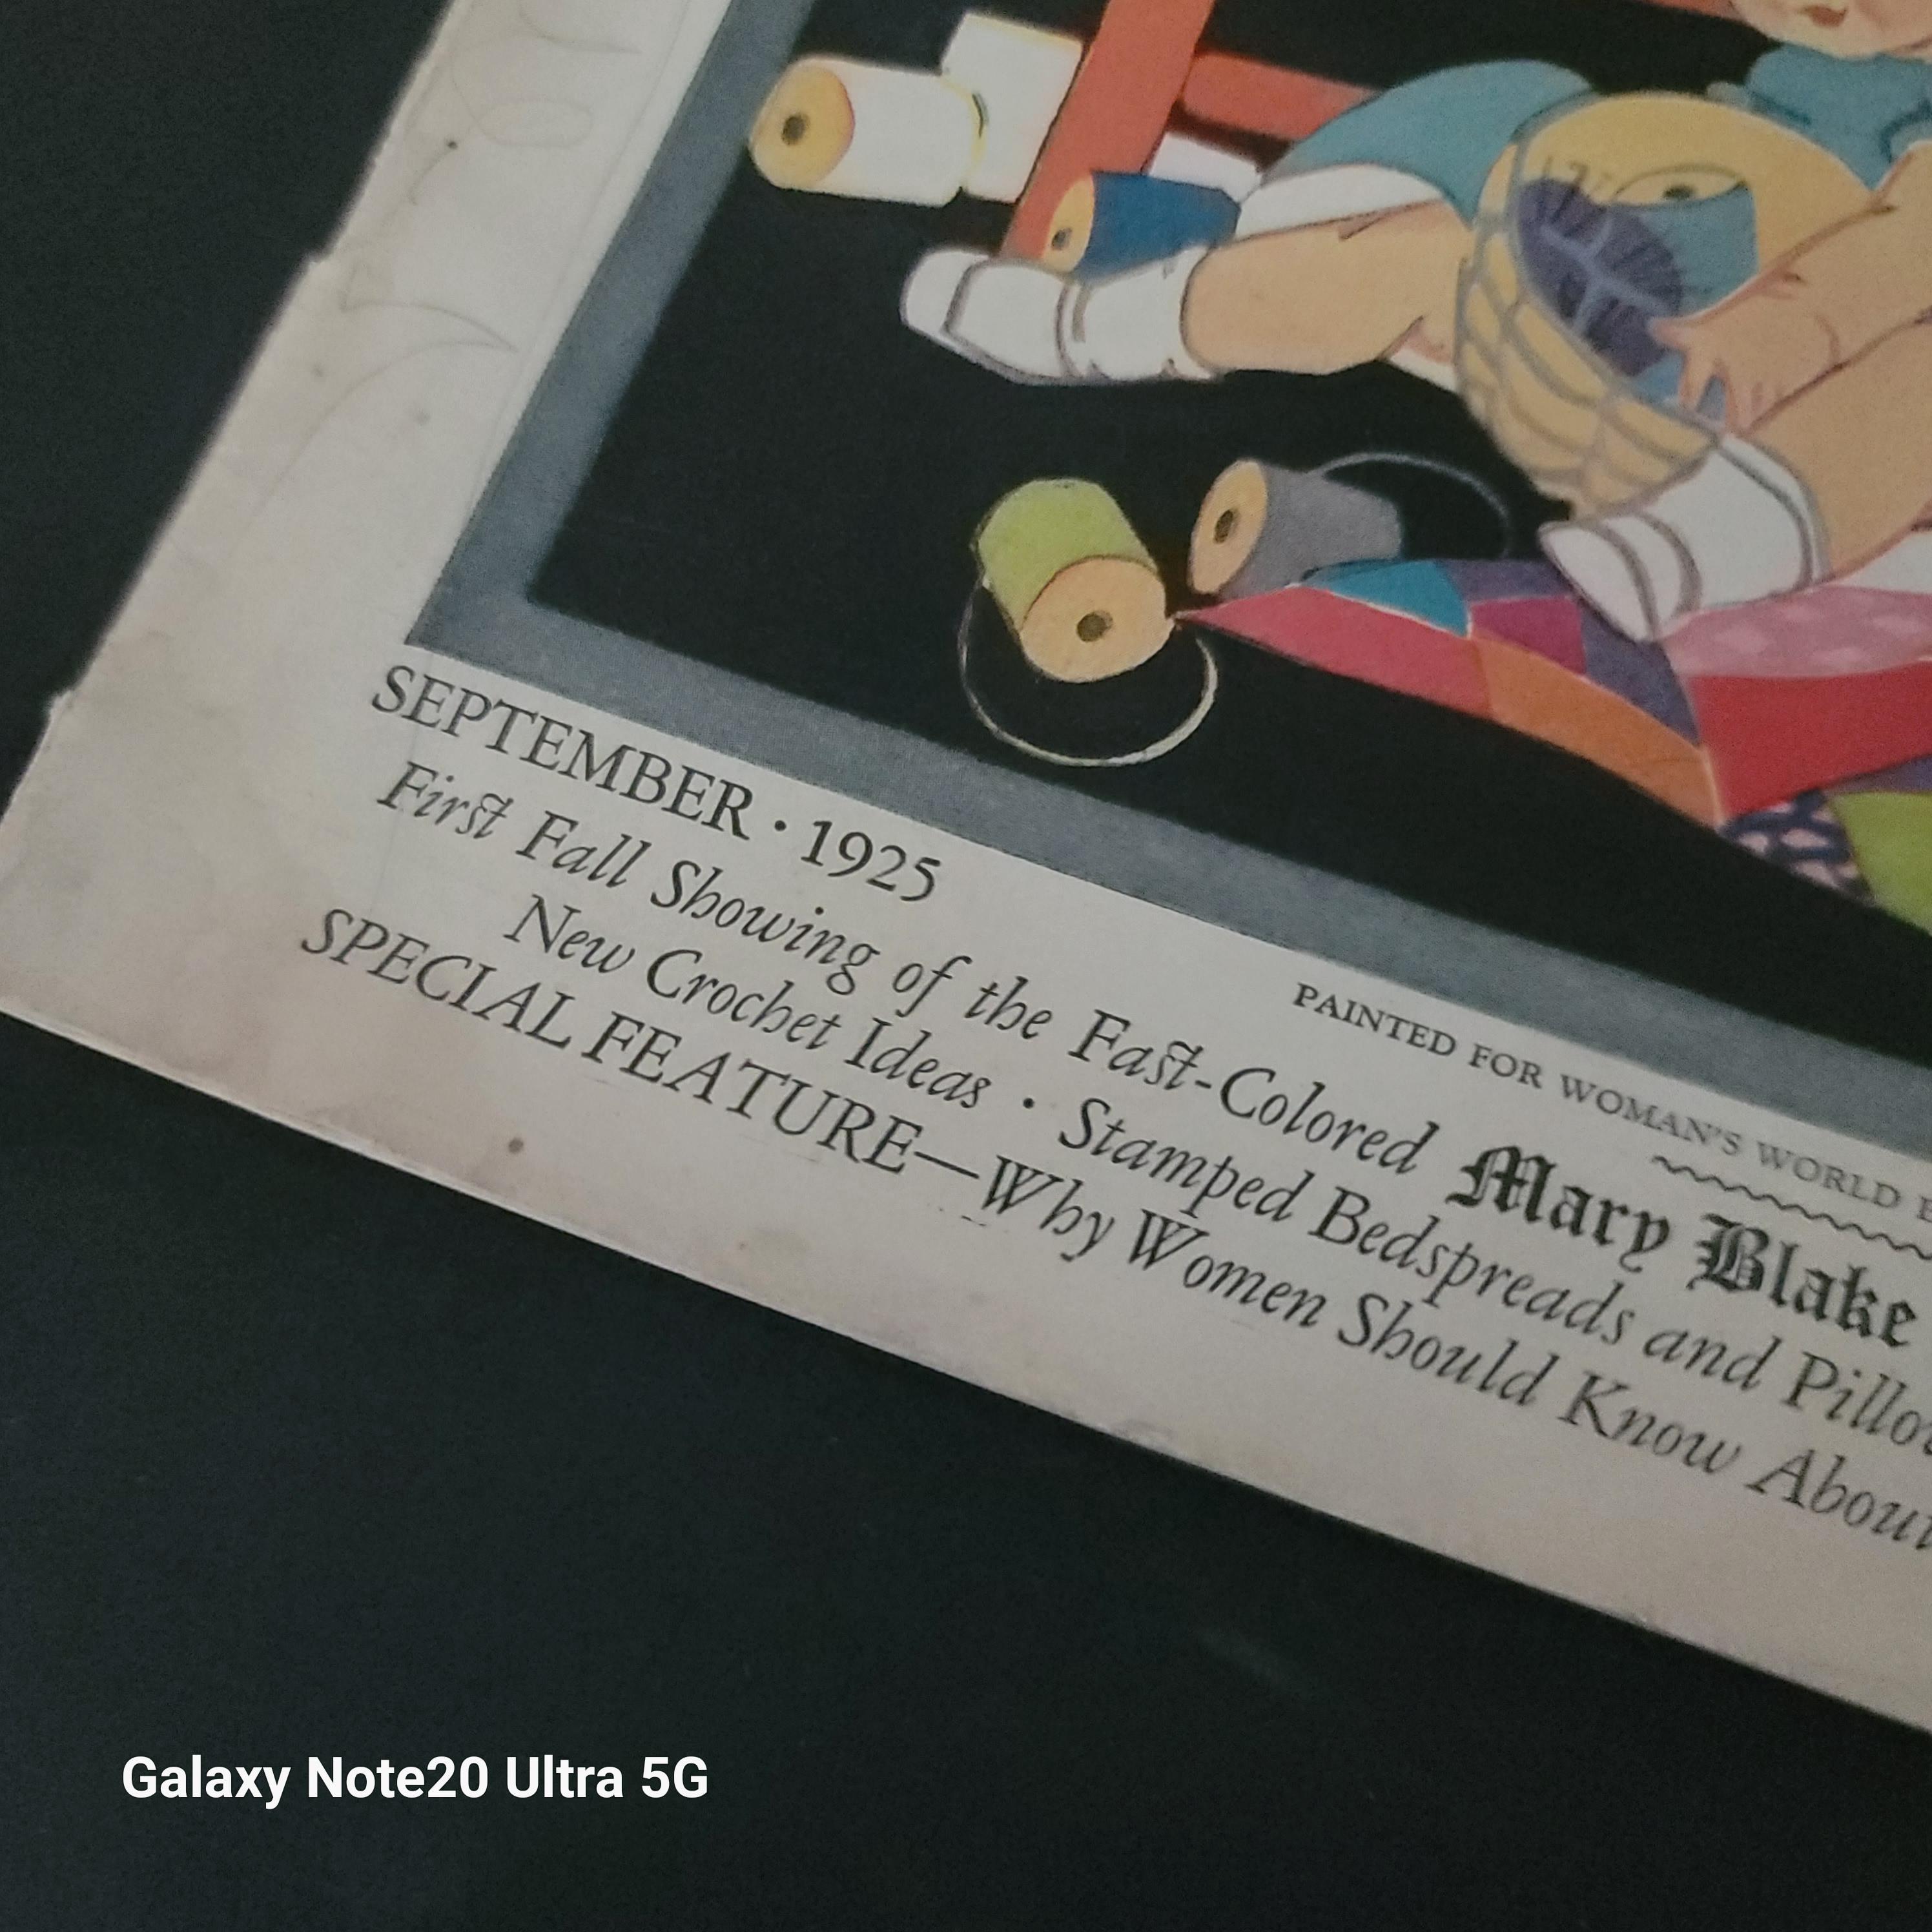 SEPTEMBER · 1925
PAINTED FOR WOMAN'S WORLD
First Fall Showing of the Fast-Colored Mary Blake
New Crochet Ideas · Stamped Bedspreads and
SPECIAL FEATURE—Why Women Should Know About
Galaxy Note20 Ultra 5G